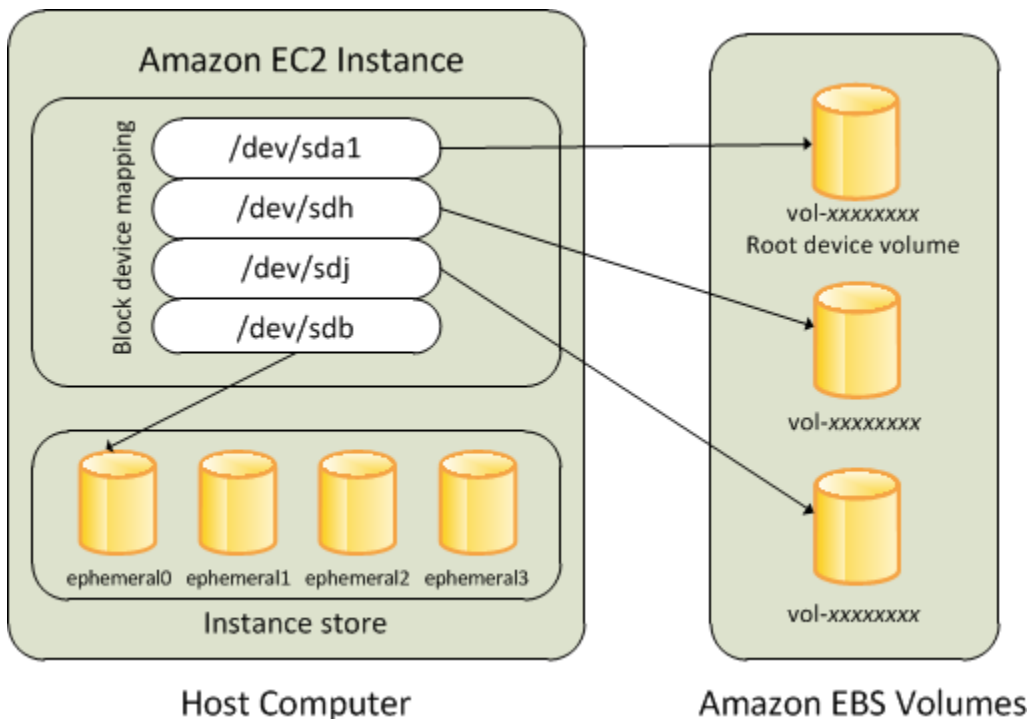 Amazon EC2 Instance
Block device mapping
/dev/sda1
/dev/sdh
/dev/sdj
/dev/sdb
ephemeral0 ephemeral1 ephemeral2 ephemeral3
Instance store
Host Computer
vol-xxxxxxxx
Root device volume
vol-xxxxxxxx
vol-xxxxxxxx
Amazon EBS Volumes